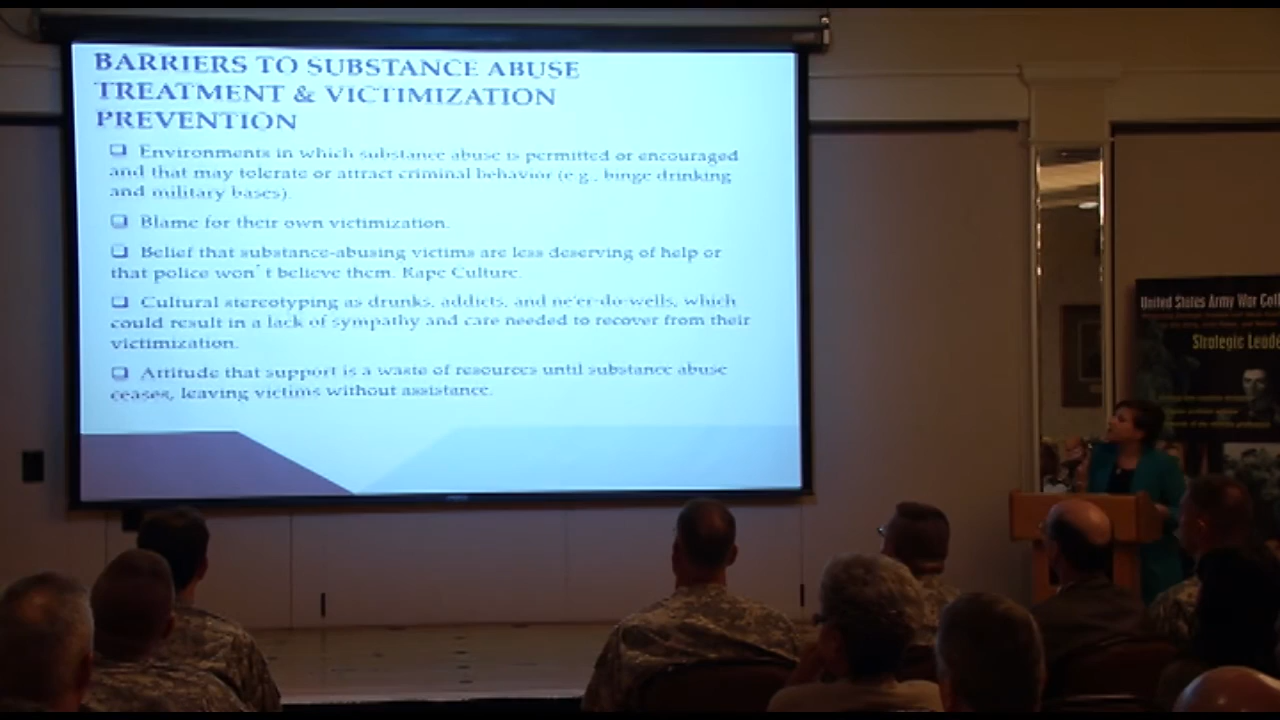 BARRIERS TO SUBSTANCE ABUSE
TREATMENT & VICTIMIZATION
PREVENTION
❑ Environments in which substance abuse is permitted or encouraged
and that may tolerate or attract criminal behavior (e.g., binge drinking
and military bases).
❑ Blame for their own victimization.
❑ Belief that substance-abusing victims are less deserving of help or
that police won't believe them. Rape Culture.
❑ Cultural stereotyping as drunks, addicts, and ne'er-do-wells, which
could result in a lack of sympathy and care needed to recover from their
victimization.
❑ Attitude that support is a waste of resources until substance abuse
ceases, leaving victims without assistance.
United States Army War Coll
Strategic Leade